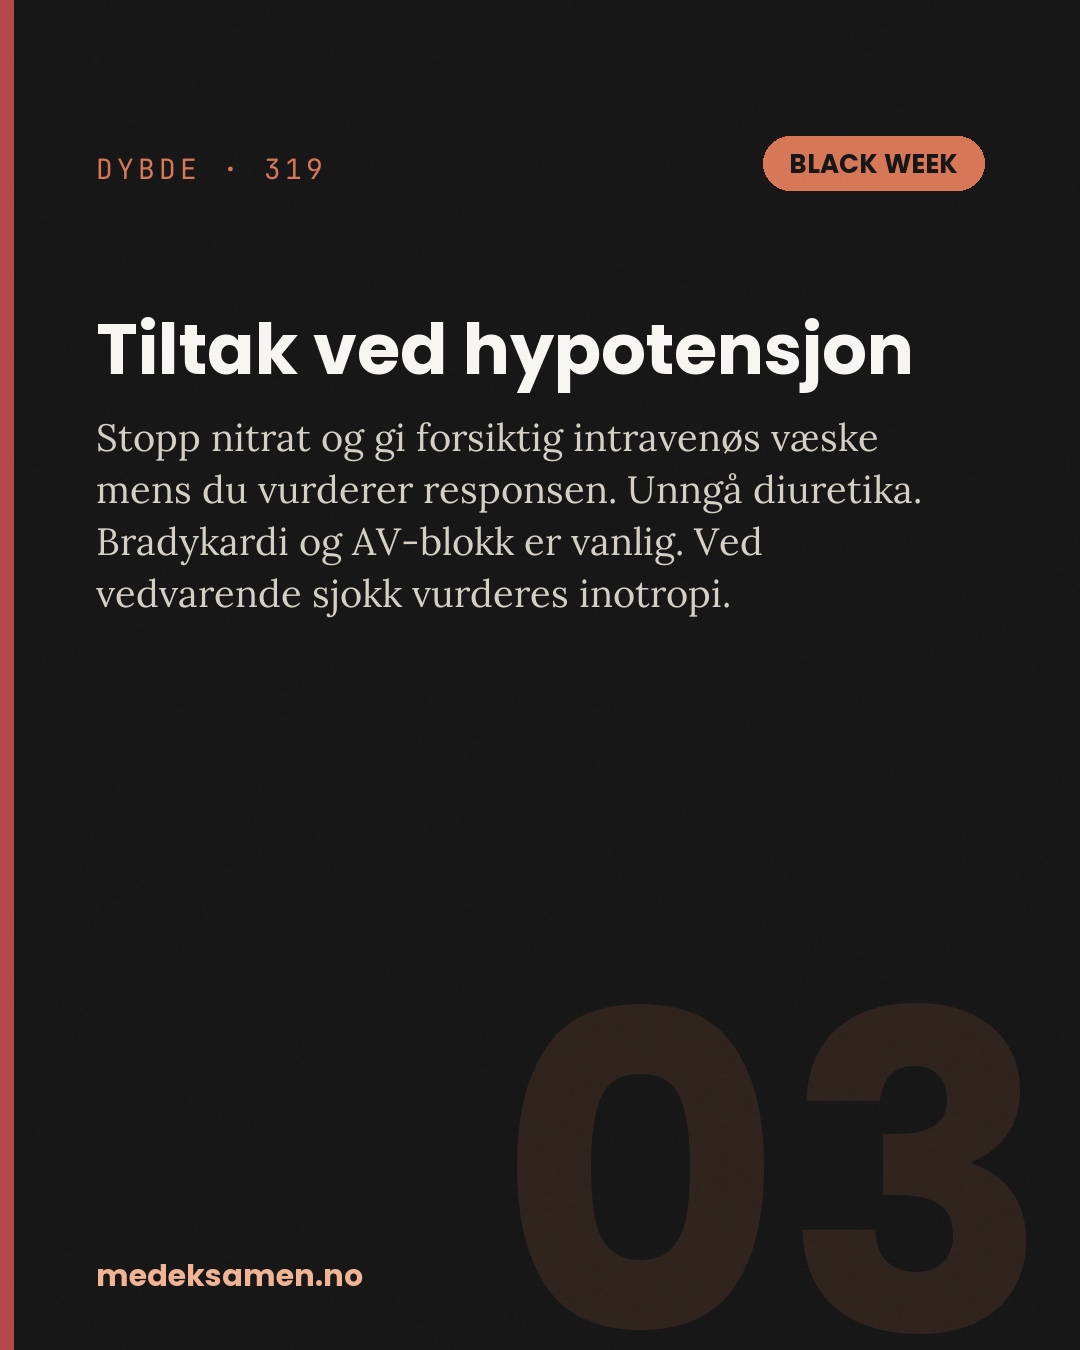 DYBDE · 319
BLACK WEEK
Tiltak ved hypotensjon
Stopp nitrat og gi forsiktig intravenøs væske
mens du vurderer responsen. Unngå diuretika.
Bradykardi og AV-blokk er vanlig. Ved
vedvarende sjokk vurderes inotropi.
03
medeksamen.no